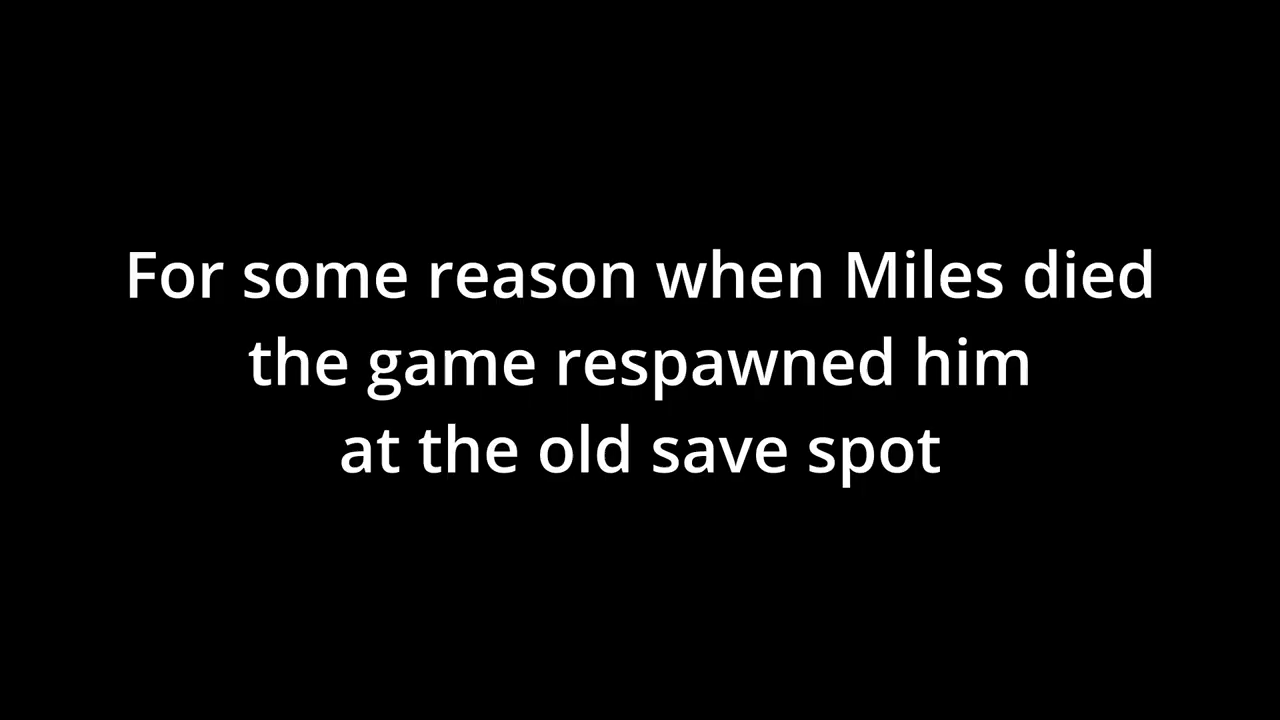 For some reason when Miles died
the game respawned him
at the old save spot